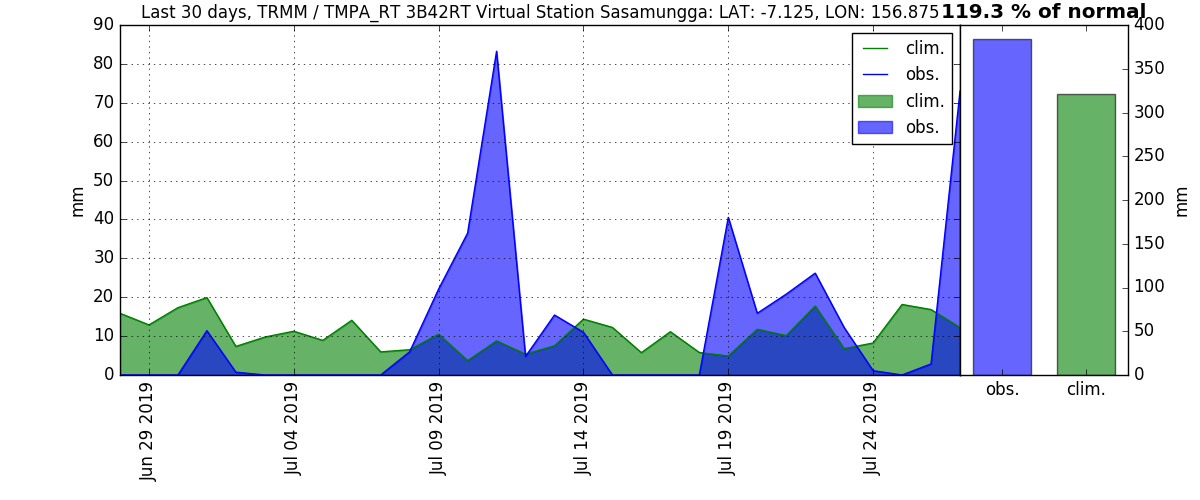 Last 30 days, TRMM / TMPA_RT 3B42RT Virtual Station Sasamungga: LAT: -7.125, LON: 156.875
119.3 % of normal
90
80
70
60
50
40
30
20
10
0
mm
clim.
obs.
clim.
obs.
Jun 29 2019
Jul 04 2019
Jul 09 2019
Jul 14 2019
Jul 19 2019
Jul 24 2019
400
350
300
250
200
150
100
50
0
mm
obs. clim.